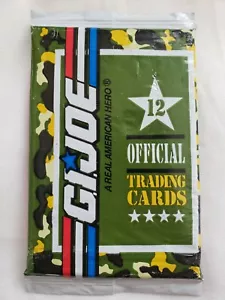 G.I.JOE
A REAL AMERICAN HERO®
12
OFFICIAL
TRADING
CARDS